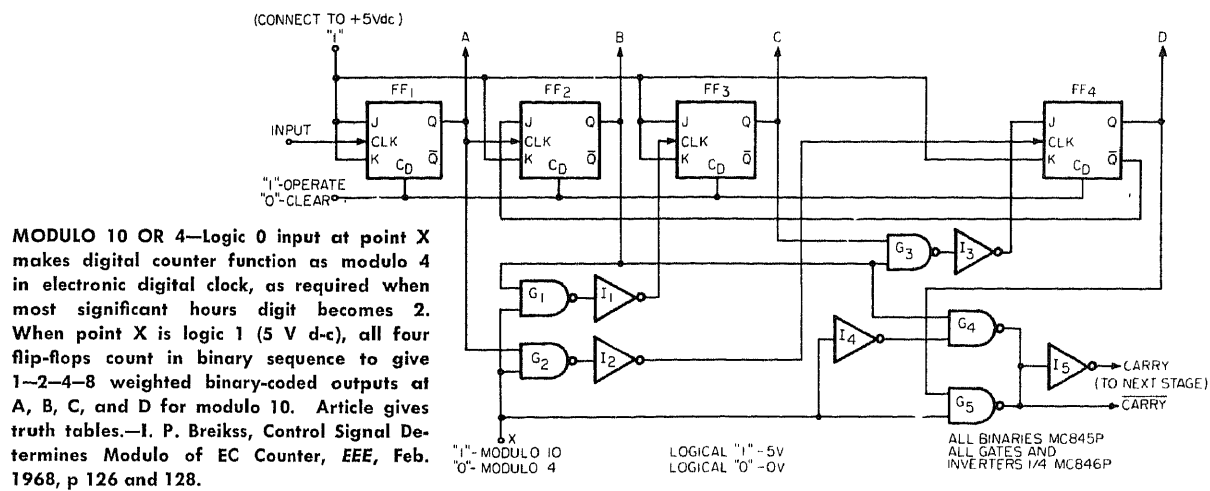 (CONNECT TO +5Vdc)
"1"
A
B
C
D
FF1
FF2
FF3
FF4
J Q
CLK
K Q̅
CD
J Q
CLK
K Q̅
CD
J Q
CLK
K Q̅
CD
J Q
CLK
K Q̅
CD
INPUT
"1"-OPERATE
"0"-CLEAR
G3
I3
G1
I1
G2
I2
I4
G4
G5
I5
CARRY
(TO NEXT STAGE)
C̅A̅R̅R̅Y̅
X
"1"-MODULO 10
"0"-MODULO 4
LOGICAL "1"-5V
LOGICAL "0"-0V
ALL BINARIES MC845P
ALL GATES AND
INVERTERS 1/4 MC846P
MODULO 10 OR 4—Logic 0 input at point X
makes digital counter function as modulo 4
in electronic digital clock, as required when
most significant hours digit becomes 2.
When point X is logic 1 (5 V d-c), all four
flip-flops count in binary sequence to give
1–2–4–8 weighted binary-coded outputs at
A, B, C, and D for modulo 10. Article gives
truth tables.—I. P. Breikss, Control Signal De-
termines Modulo of EC Counter, EEE, Feb.
1968, p 126 and 128.